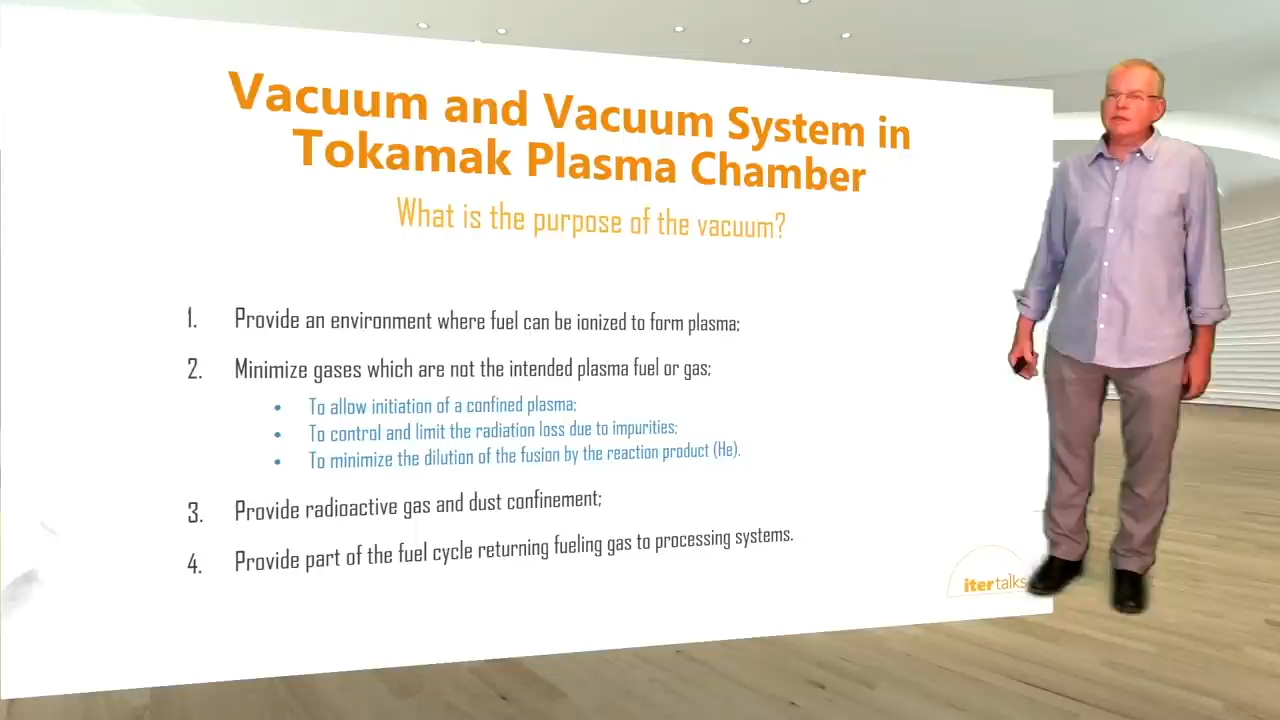 Vacuum and Vacuum System in
Tokamak Plasma Chamber
What is the purpose of the vacuum?
1. Provide an environment where fuel can be ionized to form plasma;
2. Minimize gases which are not the intended plasma fuel or gas;
• To allow initiation of a confined plasma;
• To control and limit the radiation loss due to impurities;
• To minimize the dilution of the fusion by the reaction product (He).
3. Provide radioactive gas and dust confinement;
4. Provide part of the fuel cycle returning fueling gas to processing systems.
iter talks